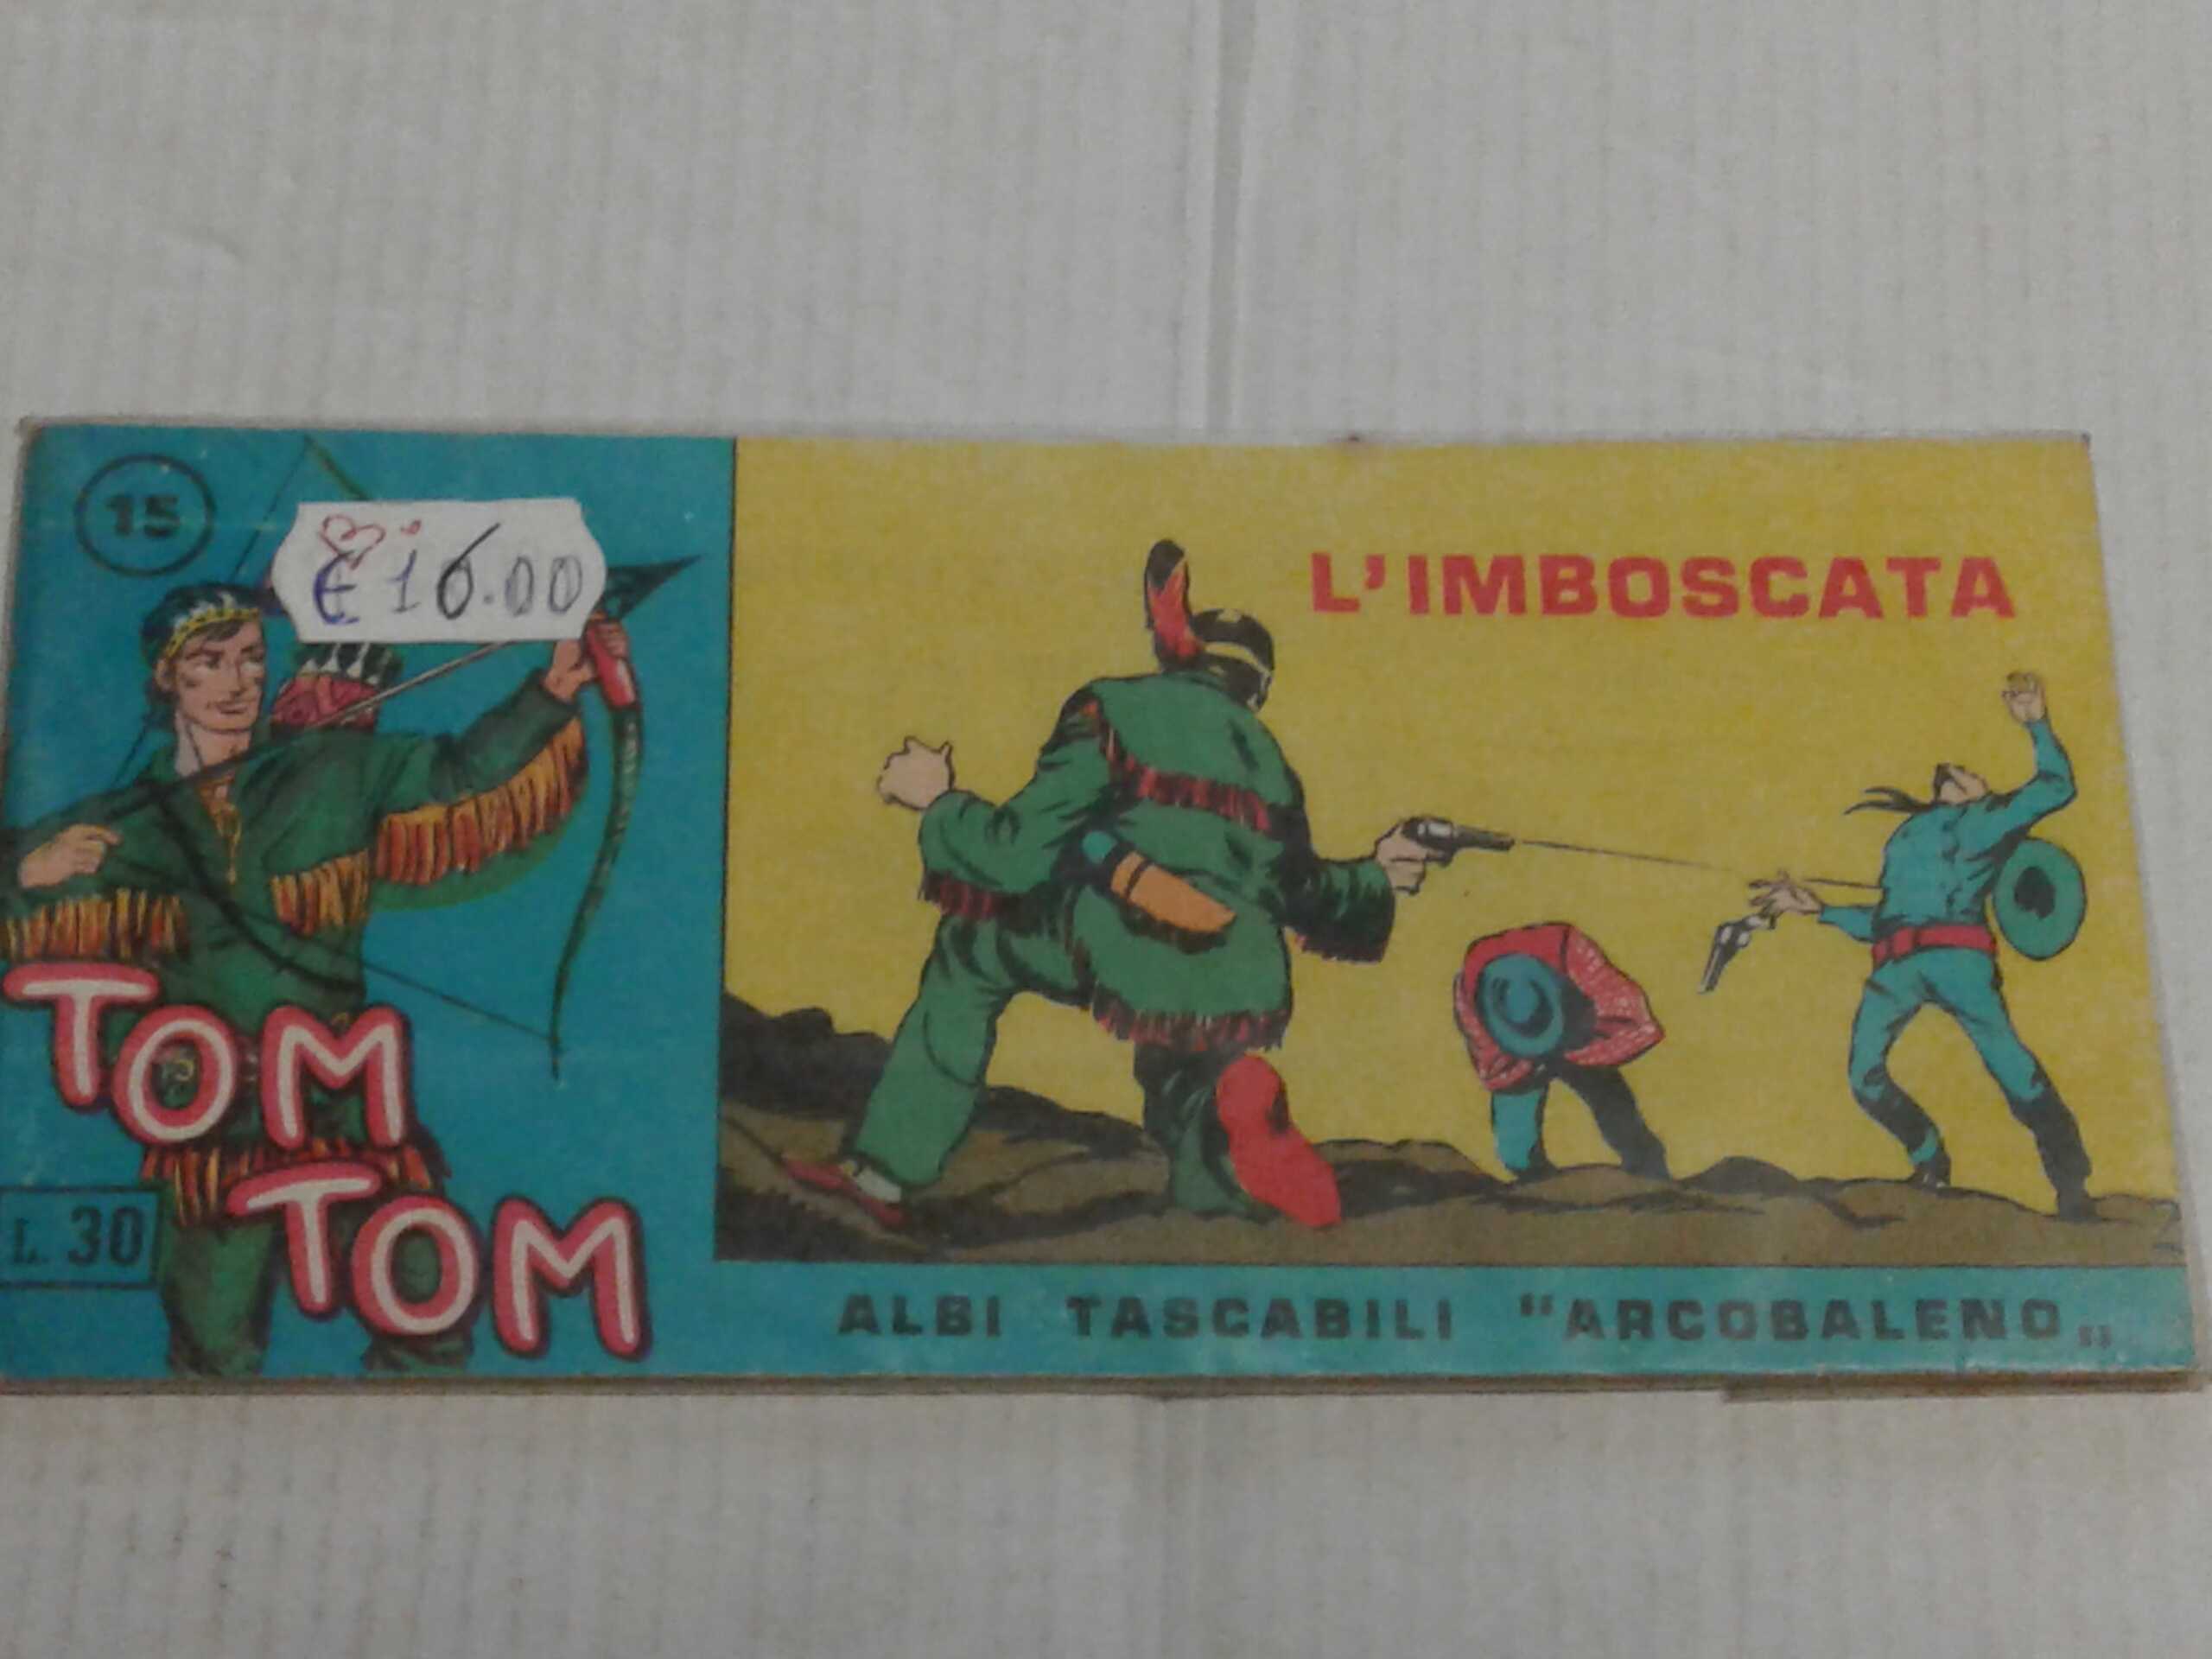 15
€ 16.00
L'IMBOSCATA
TOM
TOM
L. 30
ALBI TASCABILI "ARCOBALENO„